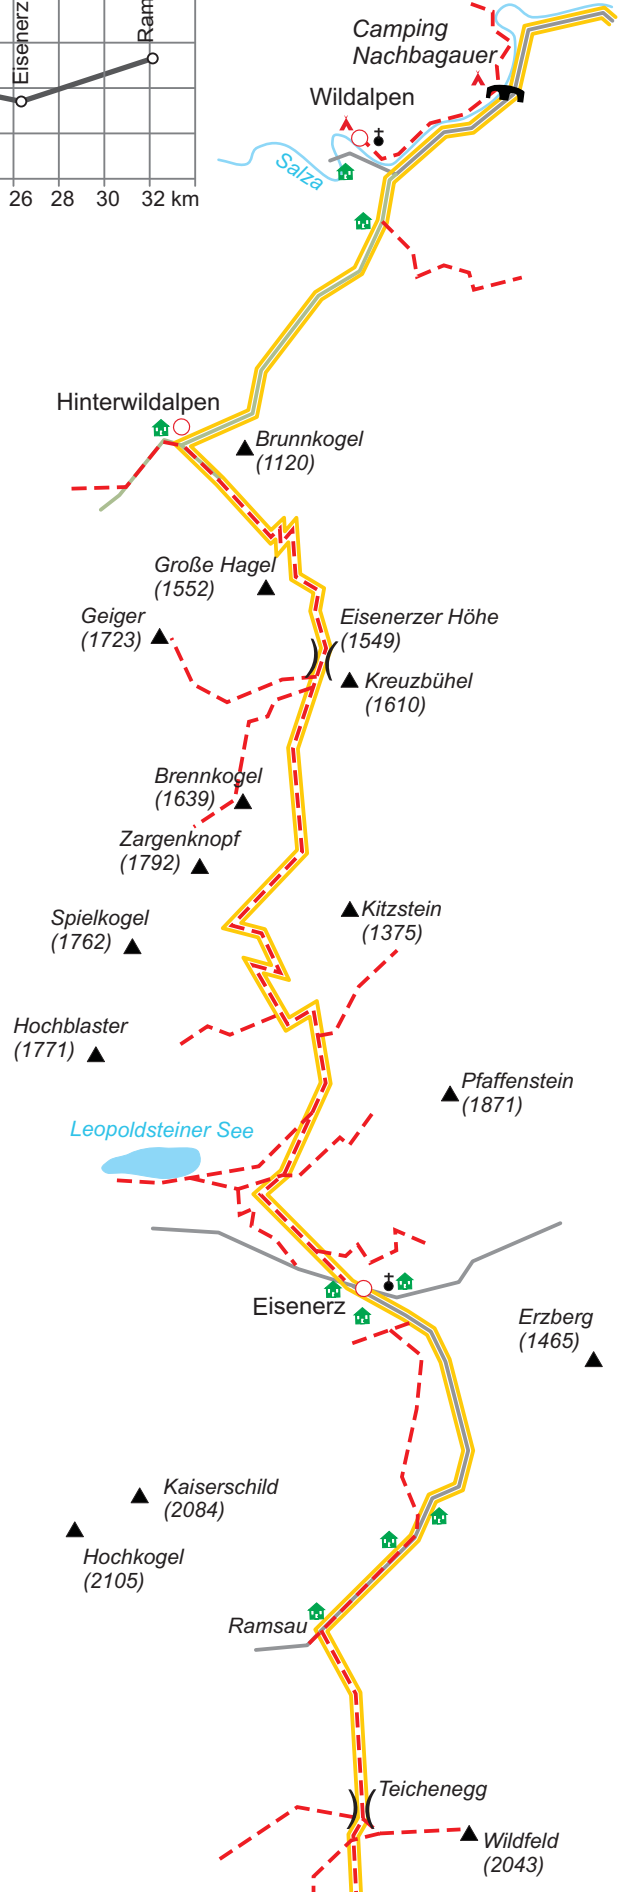 Eisenerz
Ram
26 28 30 32 km
Camping
Nachbagauer
Wildalpen
Salza
Hinterwildalpen
Brunnkogel
(1120)
Große Hagel
(1552)
Geiger
(1723)
Eisenerzer Höhe
(1549)
Kreuzbühel
(1610)
Brennkogel
(1639)
Zargenknopf
(1792)
Spielkogel
(1762)
Kitzstein
(1375)
Hochblaster
(1771)
Pfaffenstein
(1871)
Leopoldsteiner See
Eisenerz
Erzberg
(1465)
Kaiserschild
(2084)
Hochkogel
(2105)
Ramsau
Teichenegg
Wildfeld
(2043)